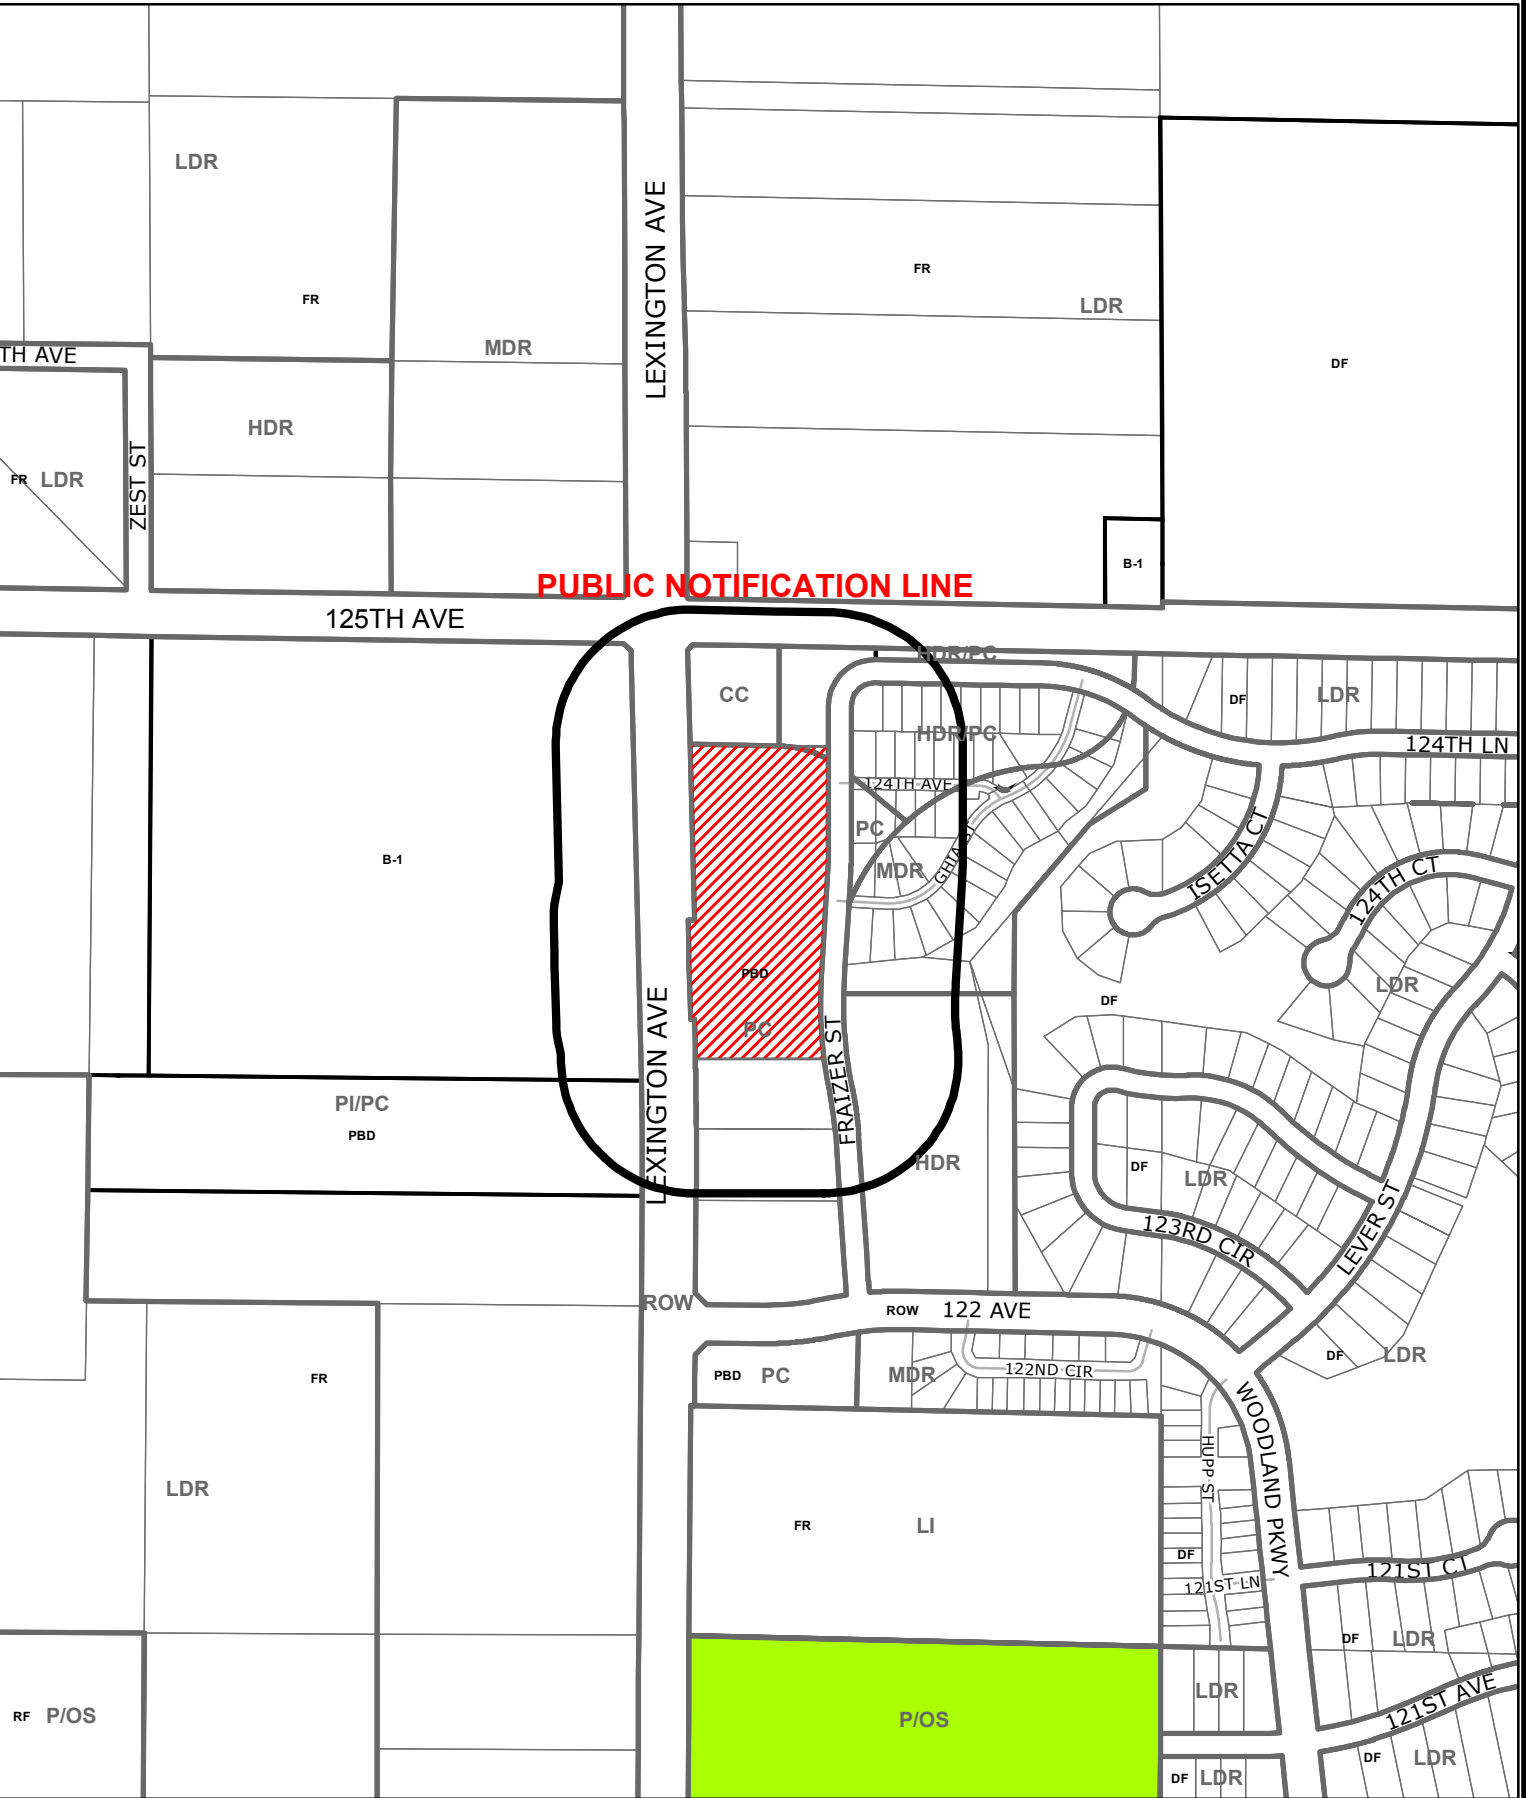 LDR
LEXINGTON AVE
FR
FR
LDR
MDR
TH AVE
DF
HDR
ZEST ST
FR
LDR
B-1
PUBLIC NOTIFICATION LINE
125TH AVE
HDR/PC
CC
DF
LDR
HDR/PC
124TH LN
124TH AVE
PC
GHIA ST
MDR
ISETTA CT
124TH CT
B-1
PBD
LDR
DF
PC
LEXINGTON AVE
FRAIZER ST
PI/PC
PBD
HDR
DF
LDR
123RD CIR
LEVER ST
ROW
ROW
122 AVE
DF
LDR
FR
PBD
PC
MDR
122ND CIR
WOODLAND PKWY
HUPP ST
LDR
FR
LI
DF
121ST LN
121ST CT
DF
LDR
RF
P/OS
P/OS
LDR
121ST AVE
DF
LDR
DF
LDR